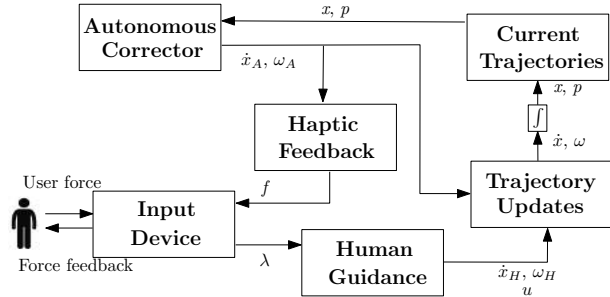 x, p
Autonomous
Corrector
Current
Trajectories
ẋ_A, ω_A
x, p
∫
ẋ, ω
Haptic
Feedback
User force
f
Input
Device
Trajectory
Updates
Force feedback
λ
Human
Guidance
ẋ_H, ω_H
u